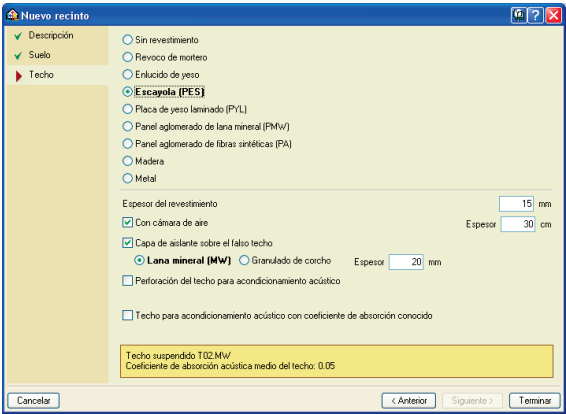 Nuevo recinto
Descripción
Suelo
Techo
Sin revestimiento
Revoco de mortero
Enlucido de yeso
Escayola (PES)
Placa de yeso laminado (PYL)
Panel aglomerado de lana mineral (PMW)
Panel aglomerado de fibras sintéticas (PA)
Madera
Metal
Espesor del revestimiento 15 mm
Con cámara de aire Espesor 30 cm
Capa de aislante sobre el falso techo
Lana mineral (MW) Granulado de corcho Espesor 20 mm
Perforación del techo para acondicionamiento acústico
Techo para acondicionamiento acústico con coeficiente de absorción conocido
Techo suspendido T02.MW
Coeficiente de absorción acústica medio del techo: 0.05
Cancelar < Anterior Siguiente > Terminar